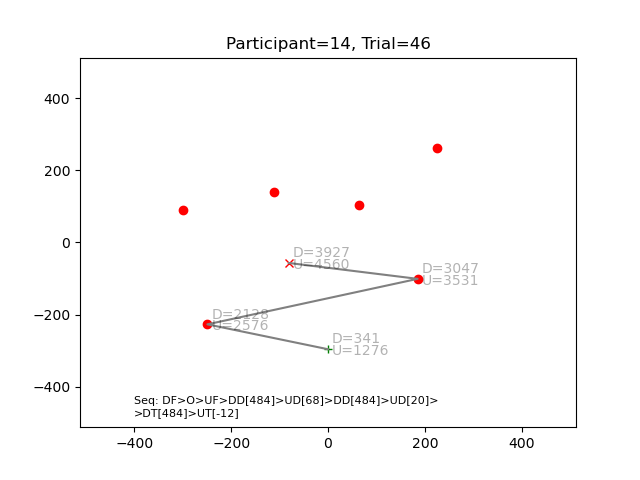 Participant=14, Trial=46
400
200
0
−200
−400
D=3927
U=4560
D=3047
U=3531
D=2128
U=2576
D=341
U=1276
Seq: DF>O>UF>DD[484]>UD[68]>DD[484]>UD[20]>
>DT[484]>UT[-12]
−400 −200 0 200 400